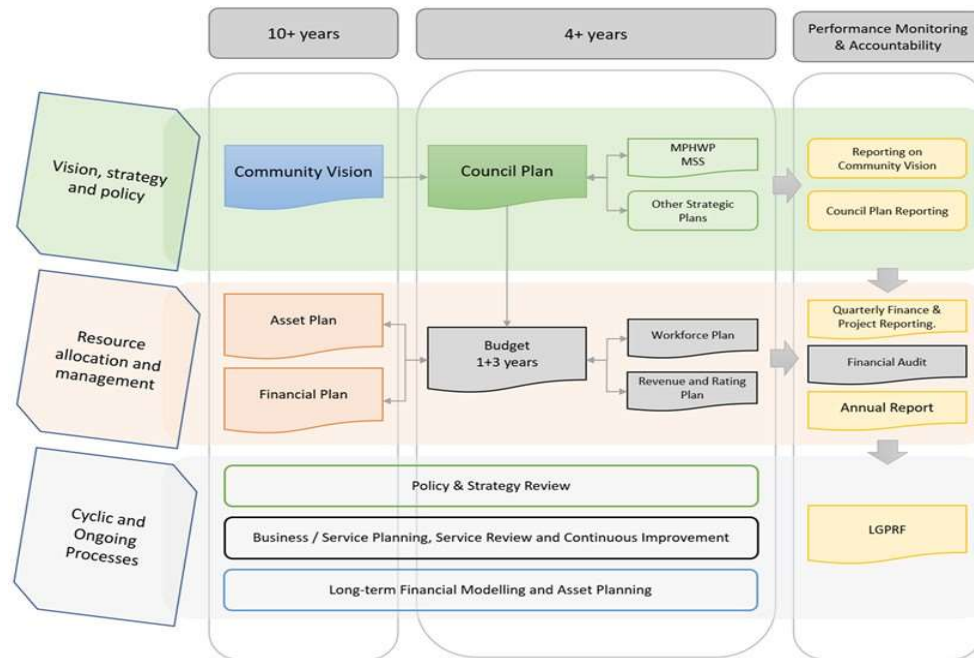 10+ years
4+ years
Performance Monitoring
& Accountability
Vision, strategy
and policy
Community Vision
Council Plan
MPHWP
MSS
Other Strategic
Plans
Reporting on
Community Vision
Council Plan Reporting
Resource
allocation and
management
Asset Plan
Financial Plan
Budget
1+3 years
Workforce Plan
Revenue and Rating
Plan
Quarterly Finance &
Project Reporting.
Financial Audit
Annual Report
Cyclic and
Ongoing
Processes
Policy & Strategy Review
Business / Service Planning, Service Review and Continuous Improvement
Long-term Financial Modelling and Asset Planning
LGPRF